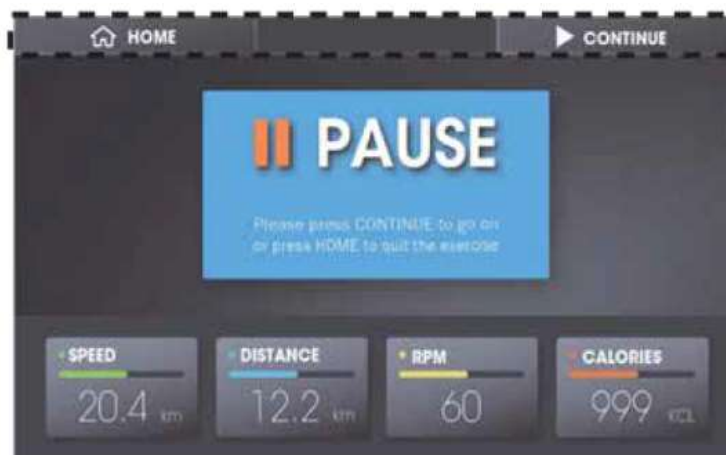 HOME
CONTINUE
PAUSE
Please press CONTINUE to go on
or press HOME to quit the exercise
SPEED
DISTANCE
RPM
CALORIES
20.4 km
12.2 km
60
999 KCL